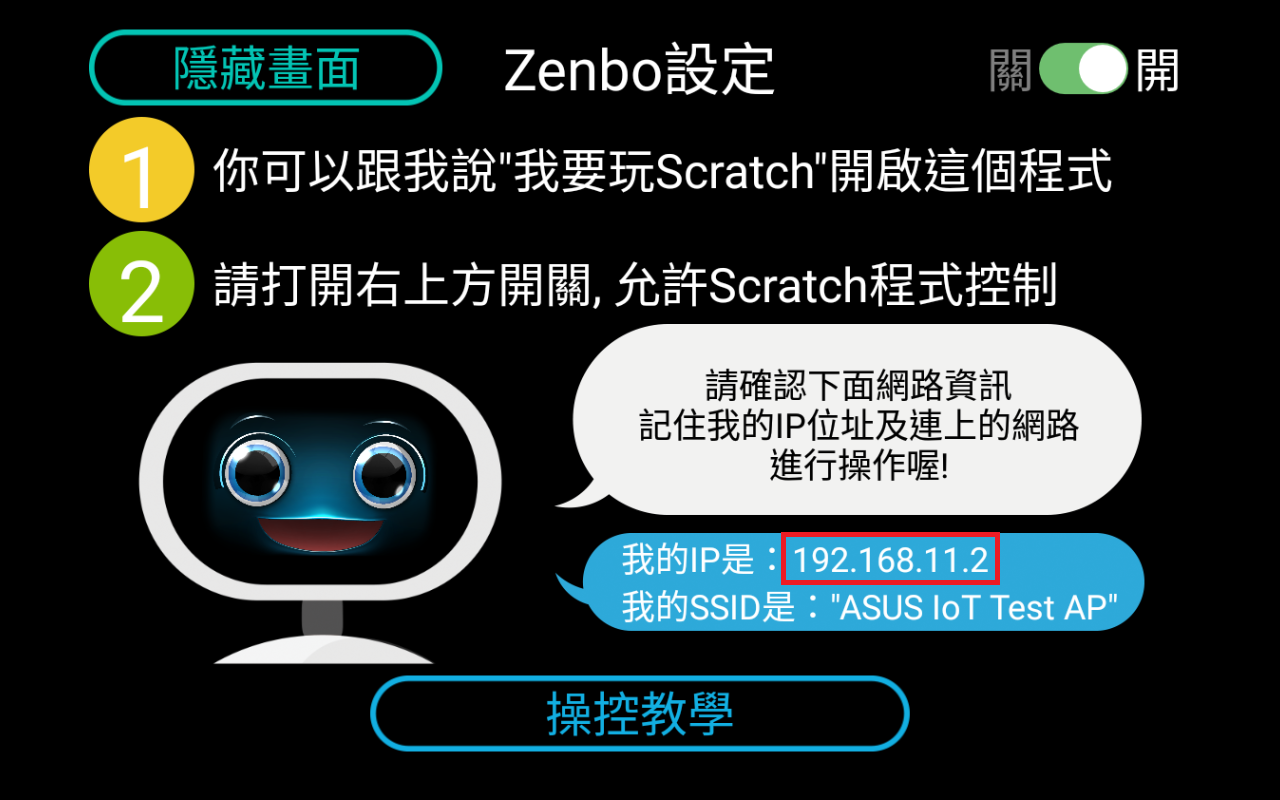 隱藏畫面
Zenbo設定
關 開
1 你可以跟我說"我要玩Scratch"開啟這個程式
2 請打開右上方開關, 允許Scratch程式控制
請確認下面網路資訊
記住我的IP位址及連上的網路
進行操作喔!
我的IP是：192.168.11.2
我的SSID是："ASUS IoT Test AP"
操控教學